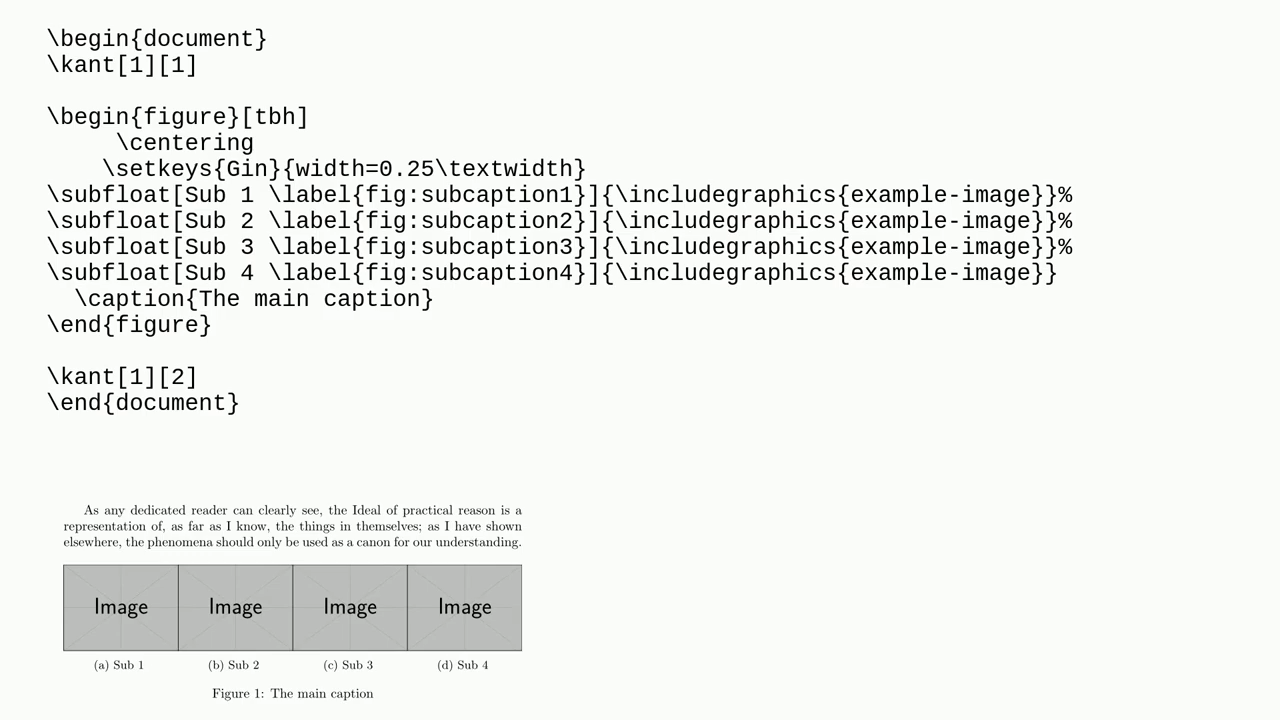 \begin{document}
\kant[1][1]
\begin{figure}[tbh]
\centering
\setkeys{Gin}{width=0.25\textwidth}
\subfloat[Sub 1 \label{fig:subcaption1}]{\includegraphics{example-image}}%
\subfloat[Sub 2 \label{fig:subcaption2}]{\includegraphics{example-image}}%
\subfloat[Sub 3 \label{fig:subcaption3}]{\includegraphics{example-image}}%
\subfloat[Sub 4 \label{fig:subcaption4}]{\includegraphics{example-image}}
\caption{The main caption}
\end{figure}
\kant[1][2]
\end{document}
As any dedicated reader can clearly see, the Ideal of practical reason is a
representation of, as far as I know, the things in themselves; as I have shown
elsewhere, the phenomena should only be used as a canon for our understanding.
Image Image Image Image
(a) Sub 1 (b) Sub 2 (c) Sub 3 (d) Sub 4
Figure 1: The main caption